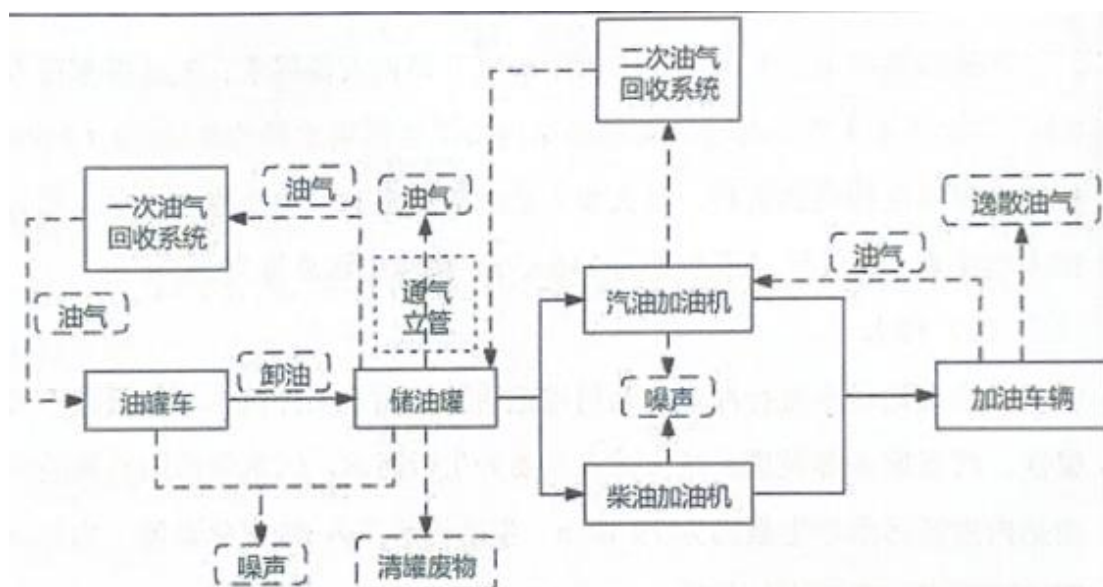 二次油气
回收系统
油气
油气
一次油气
回收系统
逸散油气
油气
油气
通气
立管
汽油加油机
卸油
油罐车
储油罐
噪声
加油车辆
柴油加油机
噪声
清罐废物